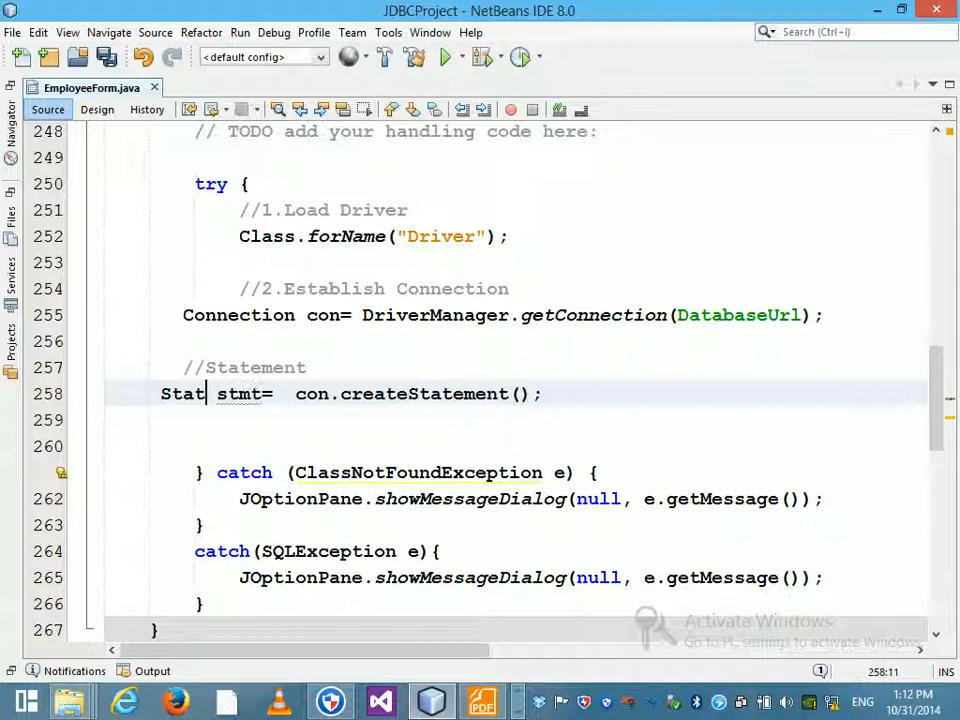 JDBCProject - NetBeans IDE 8.0
File Edit View Navigate Source Refactor Run Debug Profile Team Tools Window Help
Search (Ctrl+I)
<default config>
EmployeeForm.java
Source Design History
Navigator
Files
Services
Projects
248 // TODO add your handling code here:
249
250 try {
251 //1.Load Driver
252 Class.forName("Driver");
253
254 //2.Establish Connection
255 Connection con= DriverManager.getConnection(DatabaseUrl);
256
257 //Statement
258 Stat stmt=  con.createStatement();
259
260
} catch (ClassNotFoundException e) {
262 JOptionPane.showMessageDialog(null, e.getMessage());
263 }
264 catch(SQLException e){
265 JOptionPane.showMessageDialog(null, e.getMessage());
266 }
267 }
Activate Windows
Go to PC settings to activate Windows.
Notifications Output
258:11 INS
PDF
ENG
1:12 PM
10/31/2014